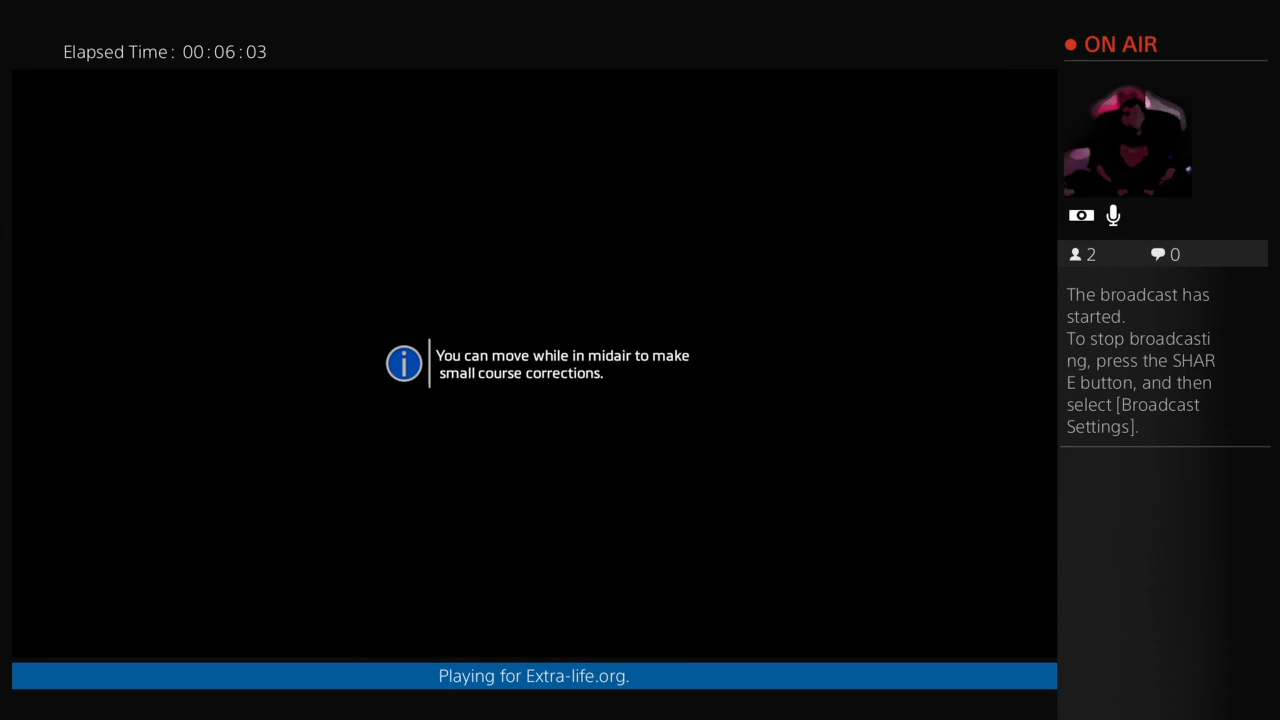 Elapsed Time: 00:06:03
ON AIR
2 0
The broadcast has
started.
To stop broadcasti
ng, press the SHAR
E button, and then
select [Broadcast
Settings].
You can move while in midair to make
small course corrections.
Playing for Extra-life.org.